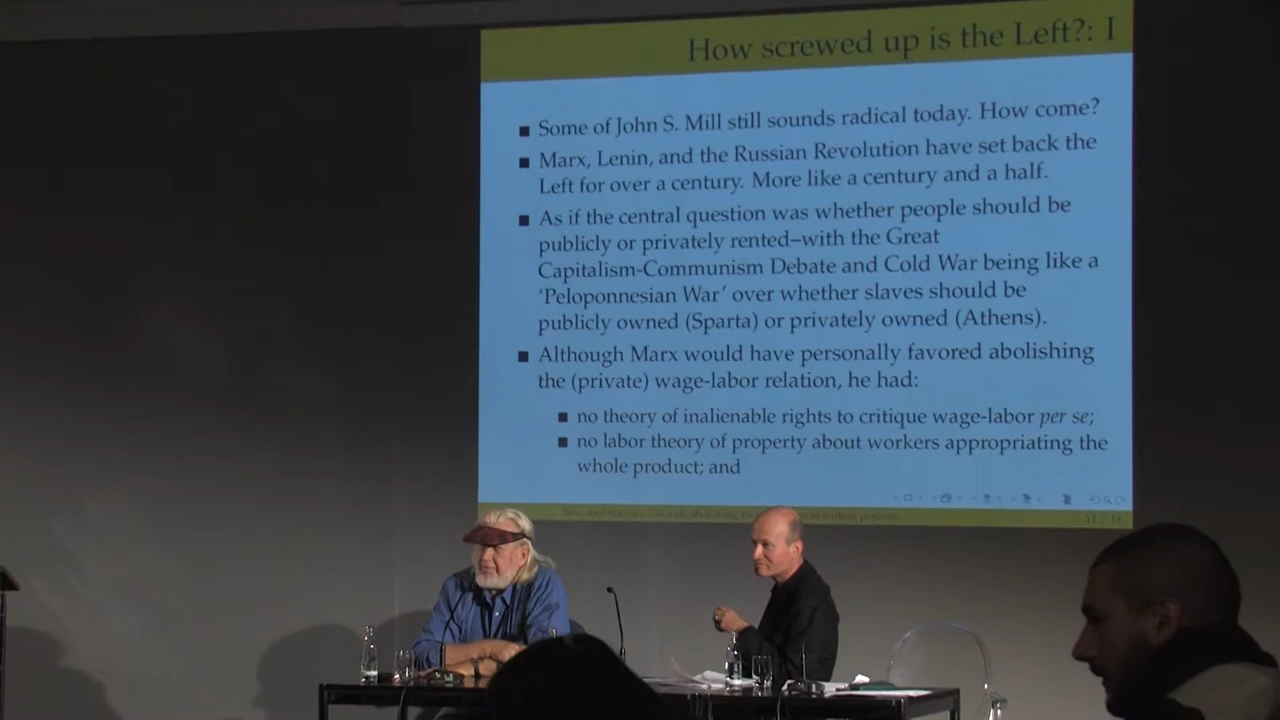 How screwed up is the Left?: I
■ Some of John S. Mill still sounds radical today. How come?
■ Marx, Lenin, and the Russian Revolution have set back the
Left for over a century. More like a century and a half.
■ As if the central question was whether people should be
publicly or privately rented–with the Great
Capitalism-Communism Debate and Cold War being like a
‘Peloponnesian War’ over whether slaves should be
publicly owned (Sparta) or privately owned (Athens).
■ Although Marx would have personally favored abolishing
the (private) wage-labor relation, he had:
■ no theory of inalienable rights to critique wage-labor per se;
■ no labor theory of property about workers appropriating the
whole product; and